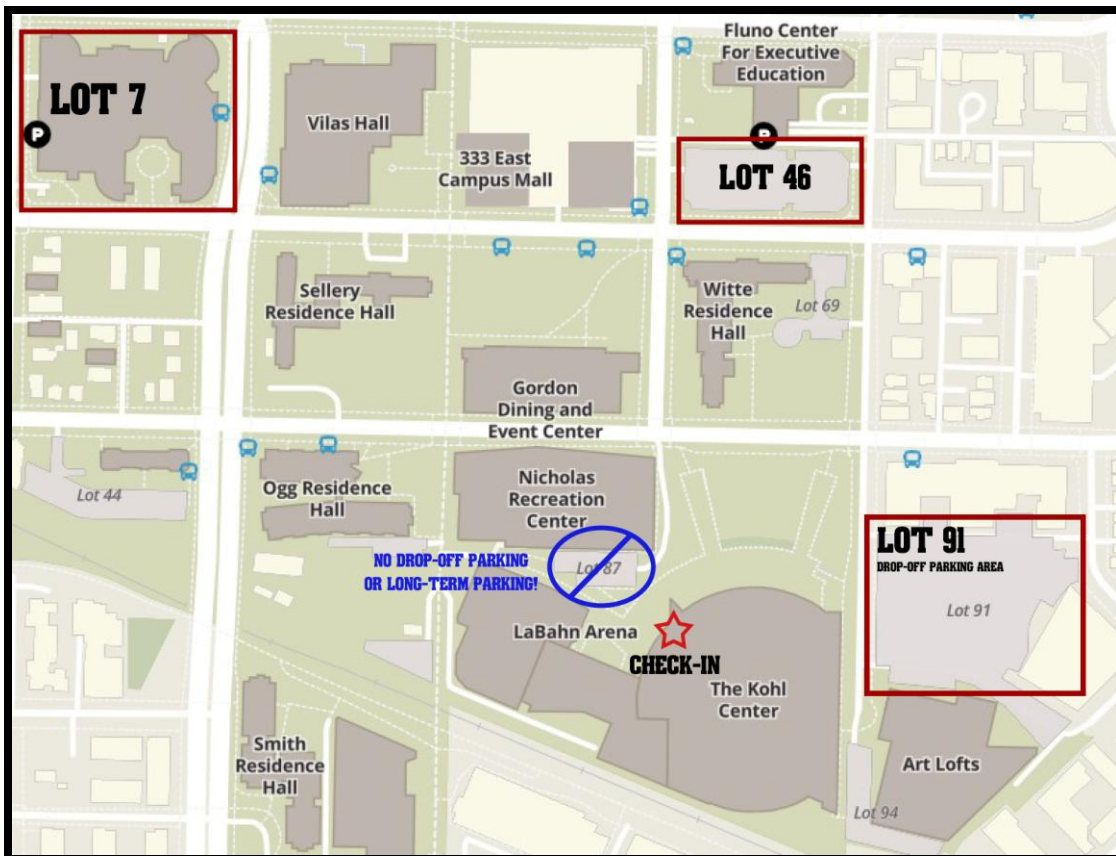 LOT 7
P
Vilas Hall
333 East
Campus Mall
Fluno Center
For Executive
Education
P
LOT 46
Sellery
Residence Hall
Witte
Residence
Hall
Lot 69
Gordon
Dining and
Event Center
Lot 44
Ogg Residence
Hall
Nicholas
Recreation
Center
NO DROP-OFF PARKING
OR LONG-TERM PARKING!
Lot 87
LOT 91
DROP-OFF PARKING AREA
Lot 91
LaBahn Arena
CHECK-IN
The Kohl
Center
Smith
Residence
Hall
Art Lofts
Lot 94